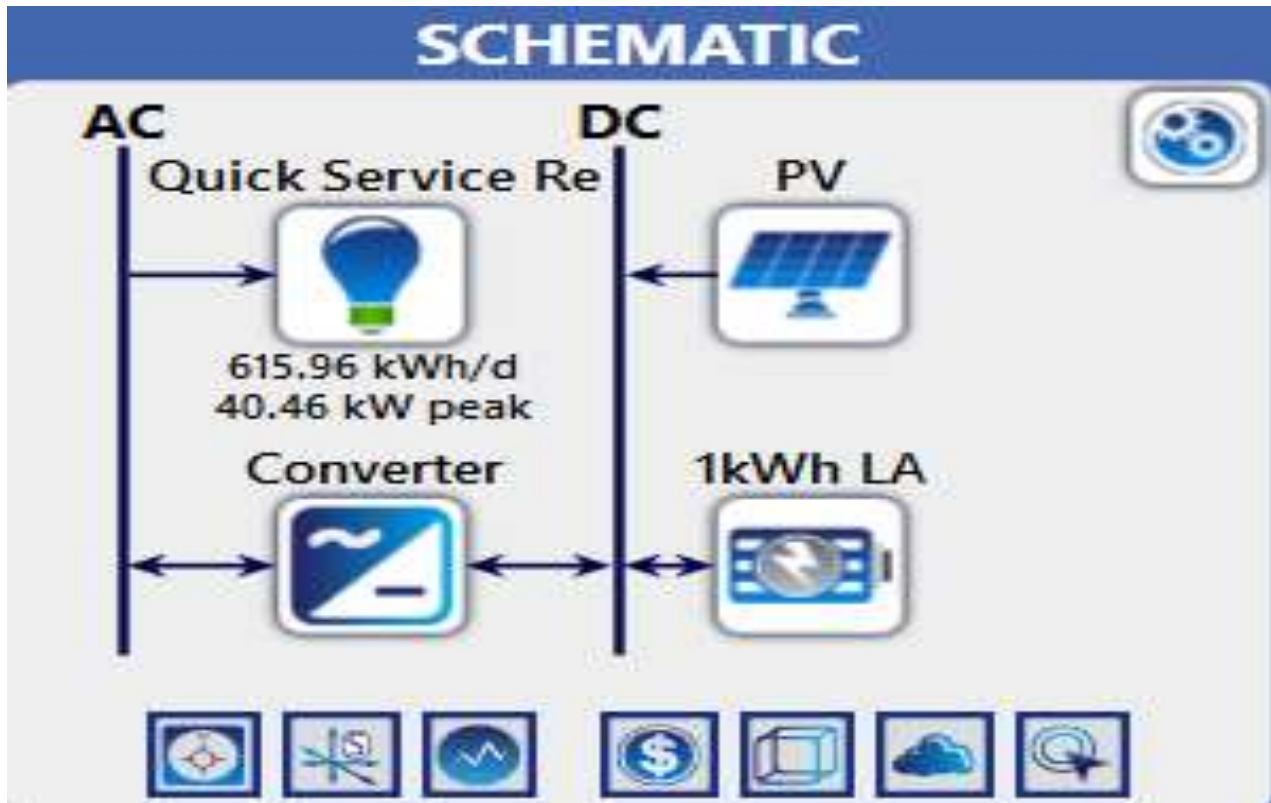 SCHEMATIC
AC
DC
Quick Service Re
PV
615.96 kWh/d
40.46 kW peak
Converter
1kWh LA
S
$